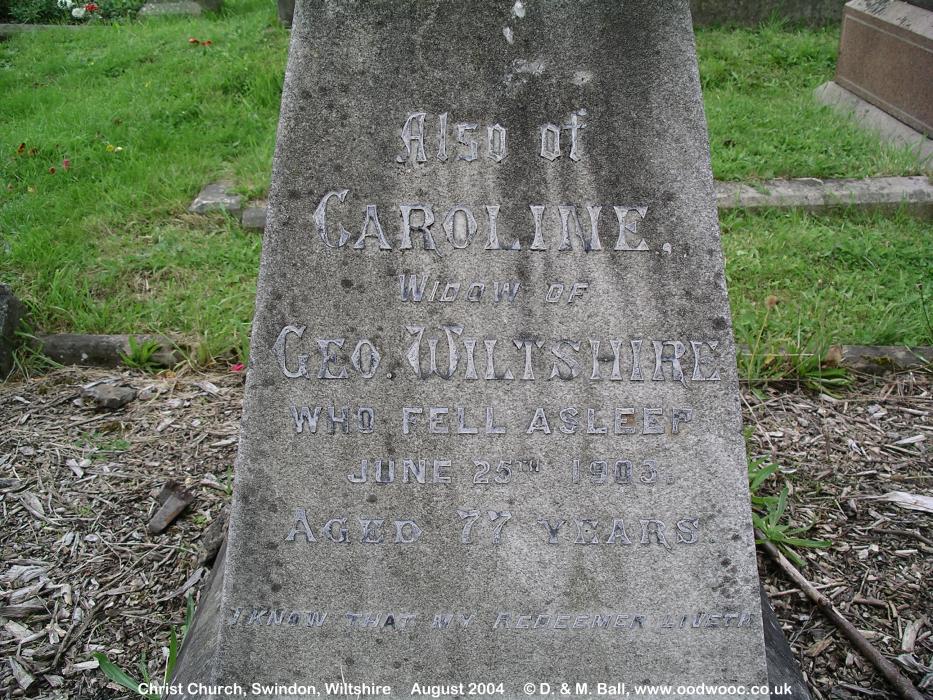 Also of
CAROLINE,
WIDOW OF
GEO. WILTSHIRE
WHO FELL ASLEEP
JUNE 25TH 1903.
AGED 77 YEARS.
I KNOW THAT MY REDEEMER LIVETH
Christ Church, Swindon, Wiltshire August 2004 © D. & M. Ball, www.oodwooc.co.uk